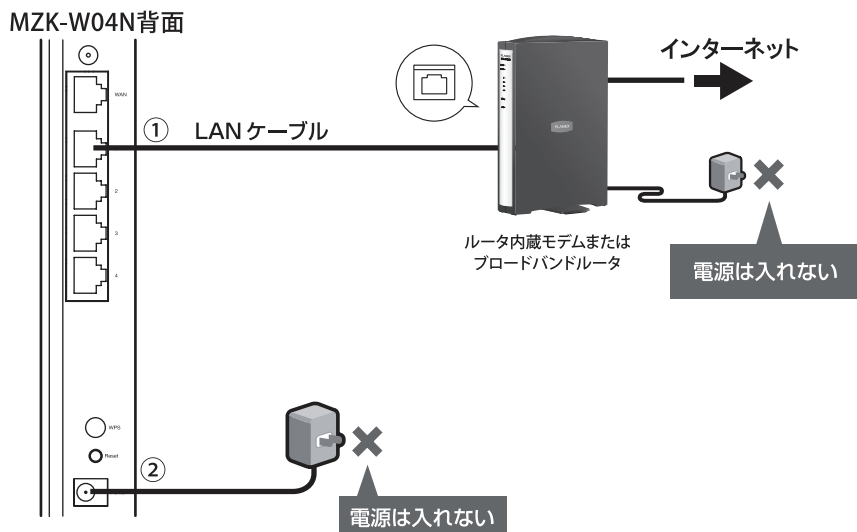 MZK-W04N背面
WAN
① LANケーブル
2
3
4
WPS
Reset
②
電源は入れない
インターネット
ルータ内蔵モデムまたは
ブロードバンドルータ
電源は入れない